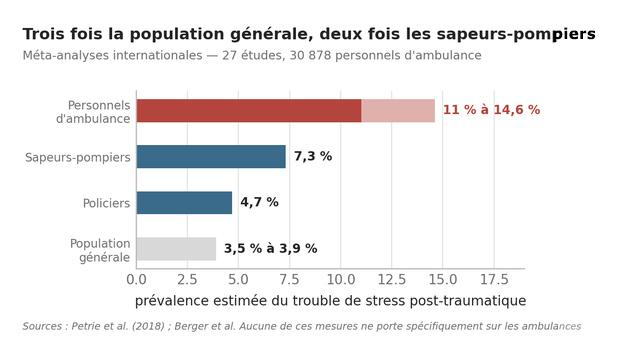 Trois fois la population générale, deux fois les sapeurs-pompiers
Méta-analyses internationales — 27 études, 30 878 personnels d'ambulance
Personnels
d'ambulance
11 % à 14,6 %
Sapeurs-pompiers
7,3 %
Policiers
4,7 %
Population
générale
3,5 % à 3,9 %
0.0 2.5 5.0 7.5 10.0 12.5 15.0 17.5
prévalence estimée du trouble de stress post-traumatique
Sources : Petrie et al. (2018) ; Berger et al. Aucune de ces mesures ne porte spécifiquement sur les ambulances